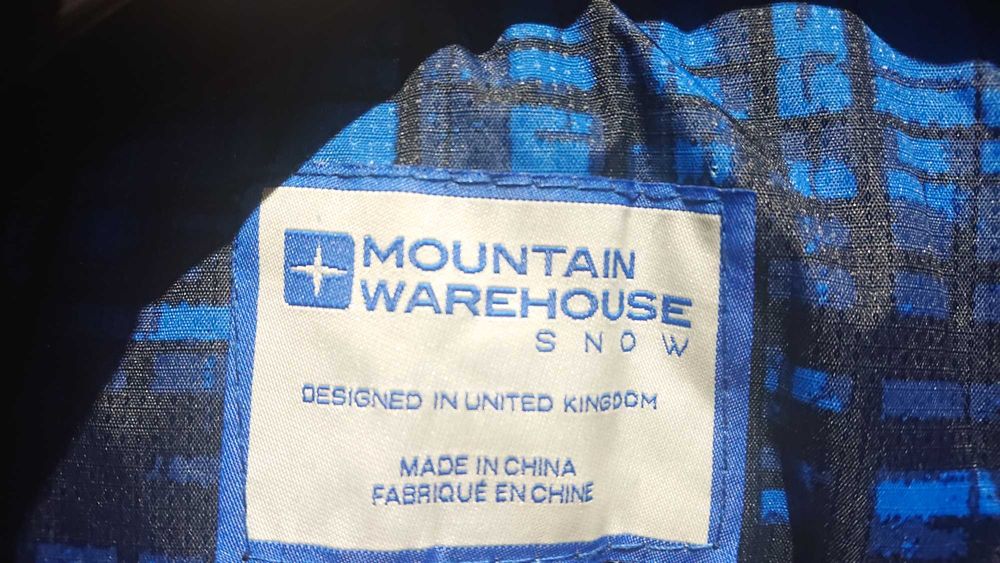 MOUNTAIN
WAREHOUSE
SNOW
DESIGNED IN UNITED KINGDOM
MADE IN CHINA
FABRIQUÉ EN CHINE